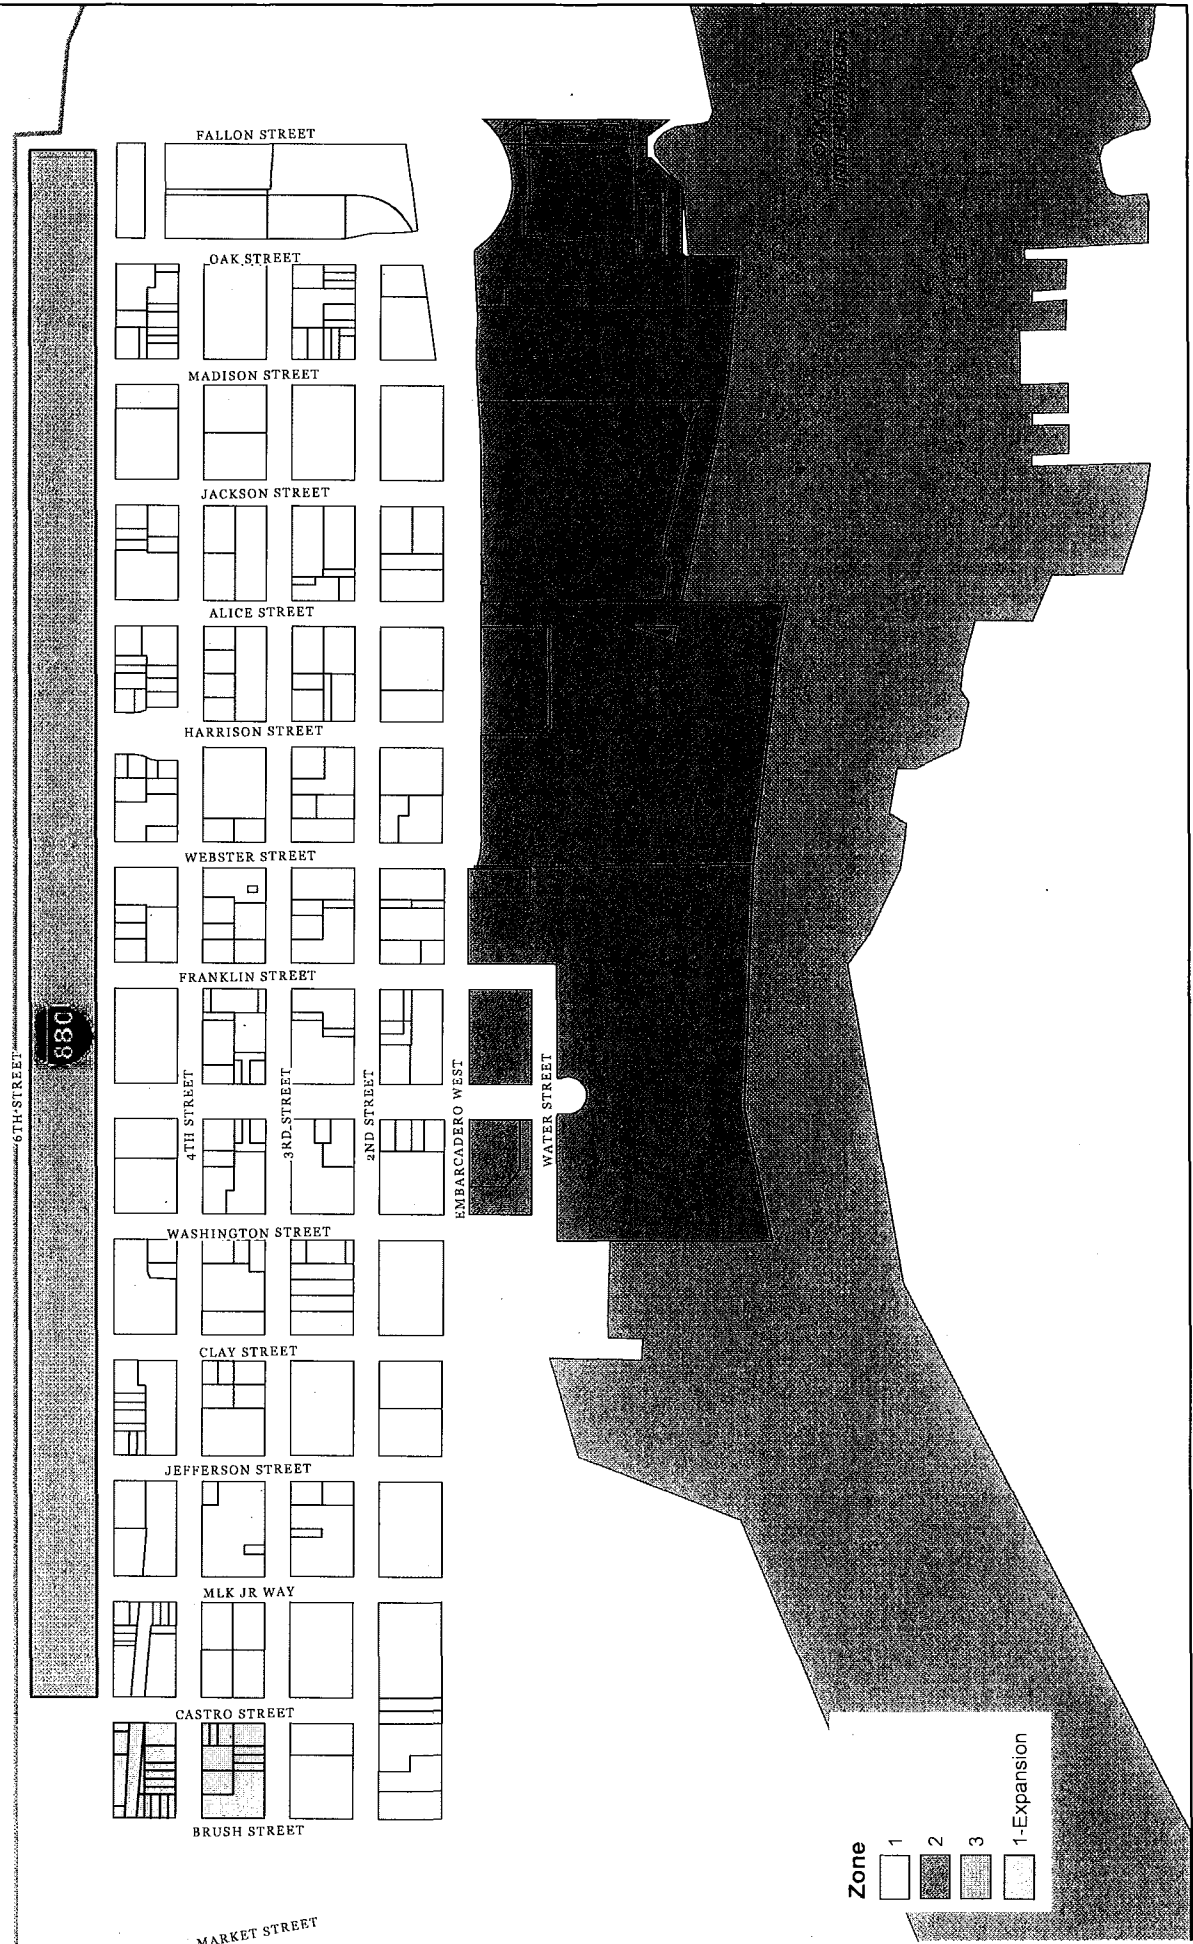 FALLON STREET
OAK STREET
MADISON STREET
JACKSON STREET
ALICE STREET
HARRISON STREET
WEBSTER STREET
FRANKLIN STREET
880
6TH STREET
4TH STREET
3RD STREET
2ND STREET
EMBARCADERO WEST
WATER STREET
WASHINGTON STREET
CLAY STREET
JEFFERSON STREET
MLK JR WAY
CASTRO STREET
BRUSH STREET
MARKET STREET
Zone
1
2
3
1-Expansion